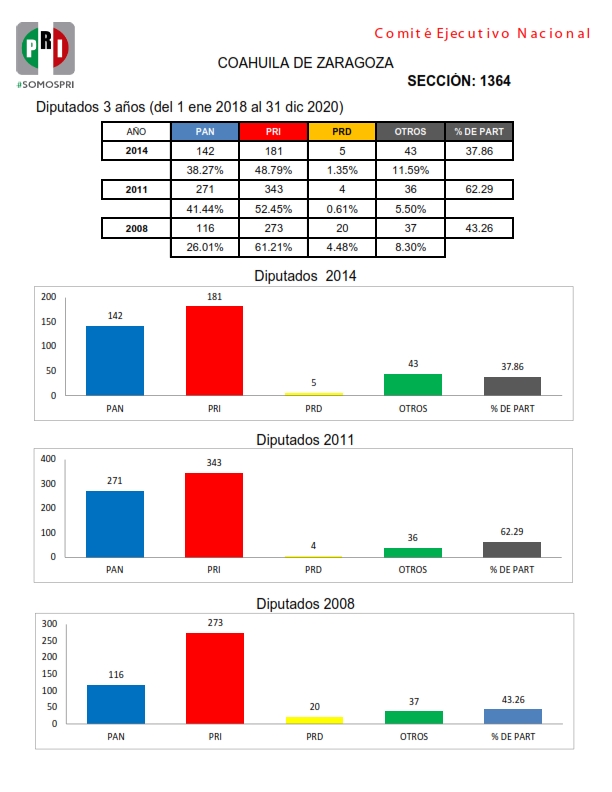 Comité Ejecutivo Nacional
PRI
#SOMOSPRI
COAHUILA DE ZARAGOZA
SECCIÓN: 1364
Diputados 3 años (del 1 ene 2018 al 31 dic 2020)
AÑO PAN PRI PRD OTROS % DE PART
2014 142 181 5 43 37.86
38.27% 48.79% 1.35% 11.59%
2011 271 343 4 36 62.29
41.44% 52.45% 0.61% 5.50%
2008 116 273 20 37 43.26
26.01% 61.21% 4.48% 8.30%
Diputados 2014
200
150
100
50
0
142 181 5 43 37.86
PAN PRI PRD OTROS % DE PART
Diputados 2011
400
300
200
100
0
271 343 4 36 62.29
PAN PRI PRD OTROS % DE PART
Diputados 2008
300
250
200
150
100
50
0
116 273 20 37 43.26
PAN PRI PRD OTROS % DE PART